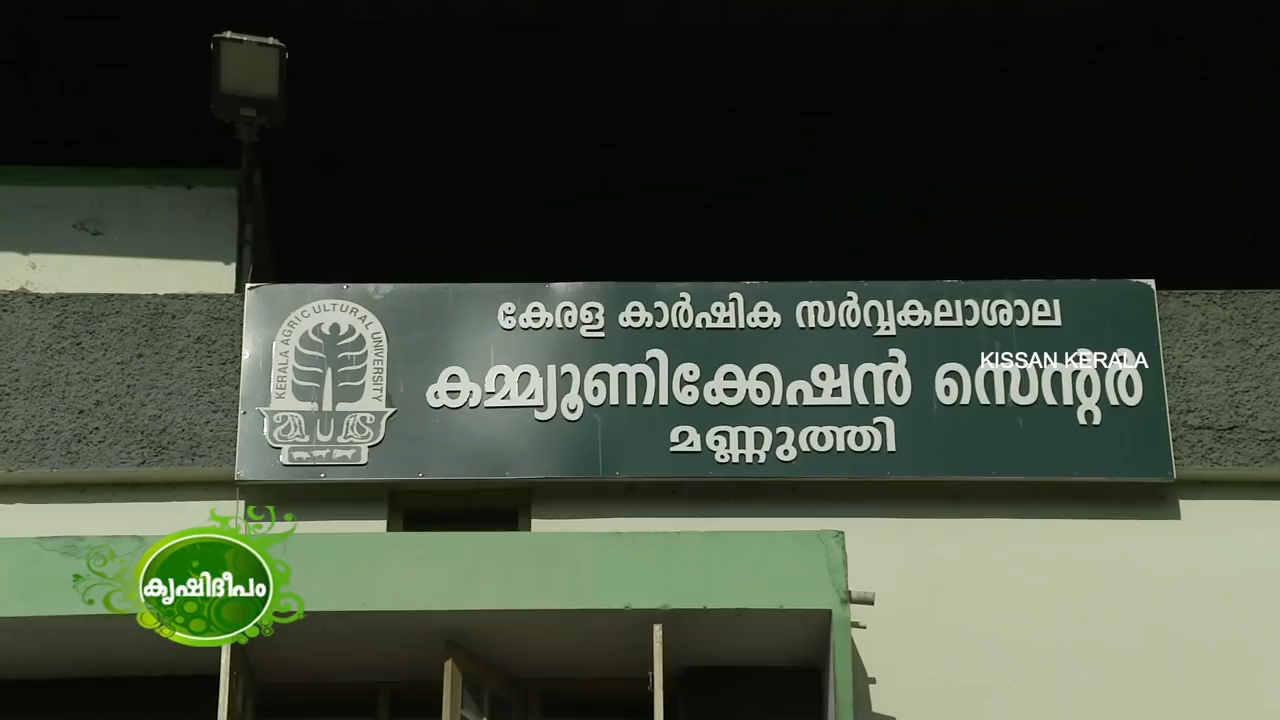 കേരള കാർഷിക സർവ്വകലാശാല
KERALA AGRICULTURAL UNIVERSITY
കമ്മ്യൂണിക്കേഷൻ സെന്റർ
KISSAN KERALA
മണ്ണുത്തി
കൃഷിദീപം